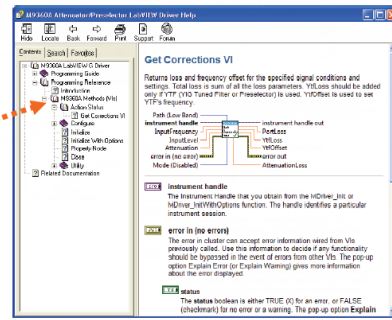 M9360A Attenuator/Preselector LabVIEW Driver Help
Hide Locate Back Forward Print Support Forum
Contents Search Favorites
M9360A LabVIEW G Driver
Programming Guide
Programming Reference
Introduction
M9360A Methods (VIs)
Action-Status
Get Corrections VI
Configure
Initialize
Initialize With Options
Property Node
Close
Utility
Related Documentation
Get Corrections VI
Returns loss and frequency offset for the specified signal conditions and
settings. Total loss is sum of all the loss parameters. YtfLoss should be added
only if YTF (YIG Tuned Filter or Preselector) is used. YtfOffset is used to set
YTF's frequency.
Path (Low Band)
instrument handle
InputFrequency
InputLevel
Attenuation
error in (no error)
Mode (Disabled)
instrument handle out
PortLoss
YtfLoss
YtfOffset
error out
AttenuationLoss
instrument handle
The Instrument Handle that you obtain from the MDriver_Init or
MDriver_InitWithOptions function. The handle identifies a particular
instrument session.
error in (no errors)
The error in cluster can accept error information wired from VIs
previously called. Use this information to decide if any functionality
should be bypassed in the event of errors from other VIs. The pop-up
option Explain Error (or Explain Warning) gives more information
about the error displayed.
status
The status boolean is either TRUE (X) for an error, or FALSE
(checkmark) for no error or a warning. The pop-up option Explain